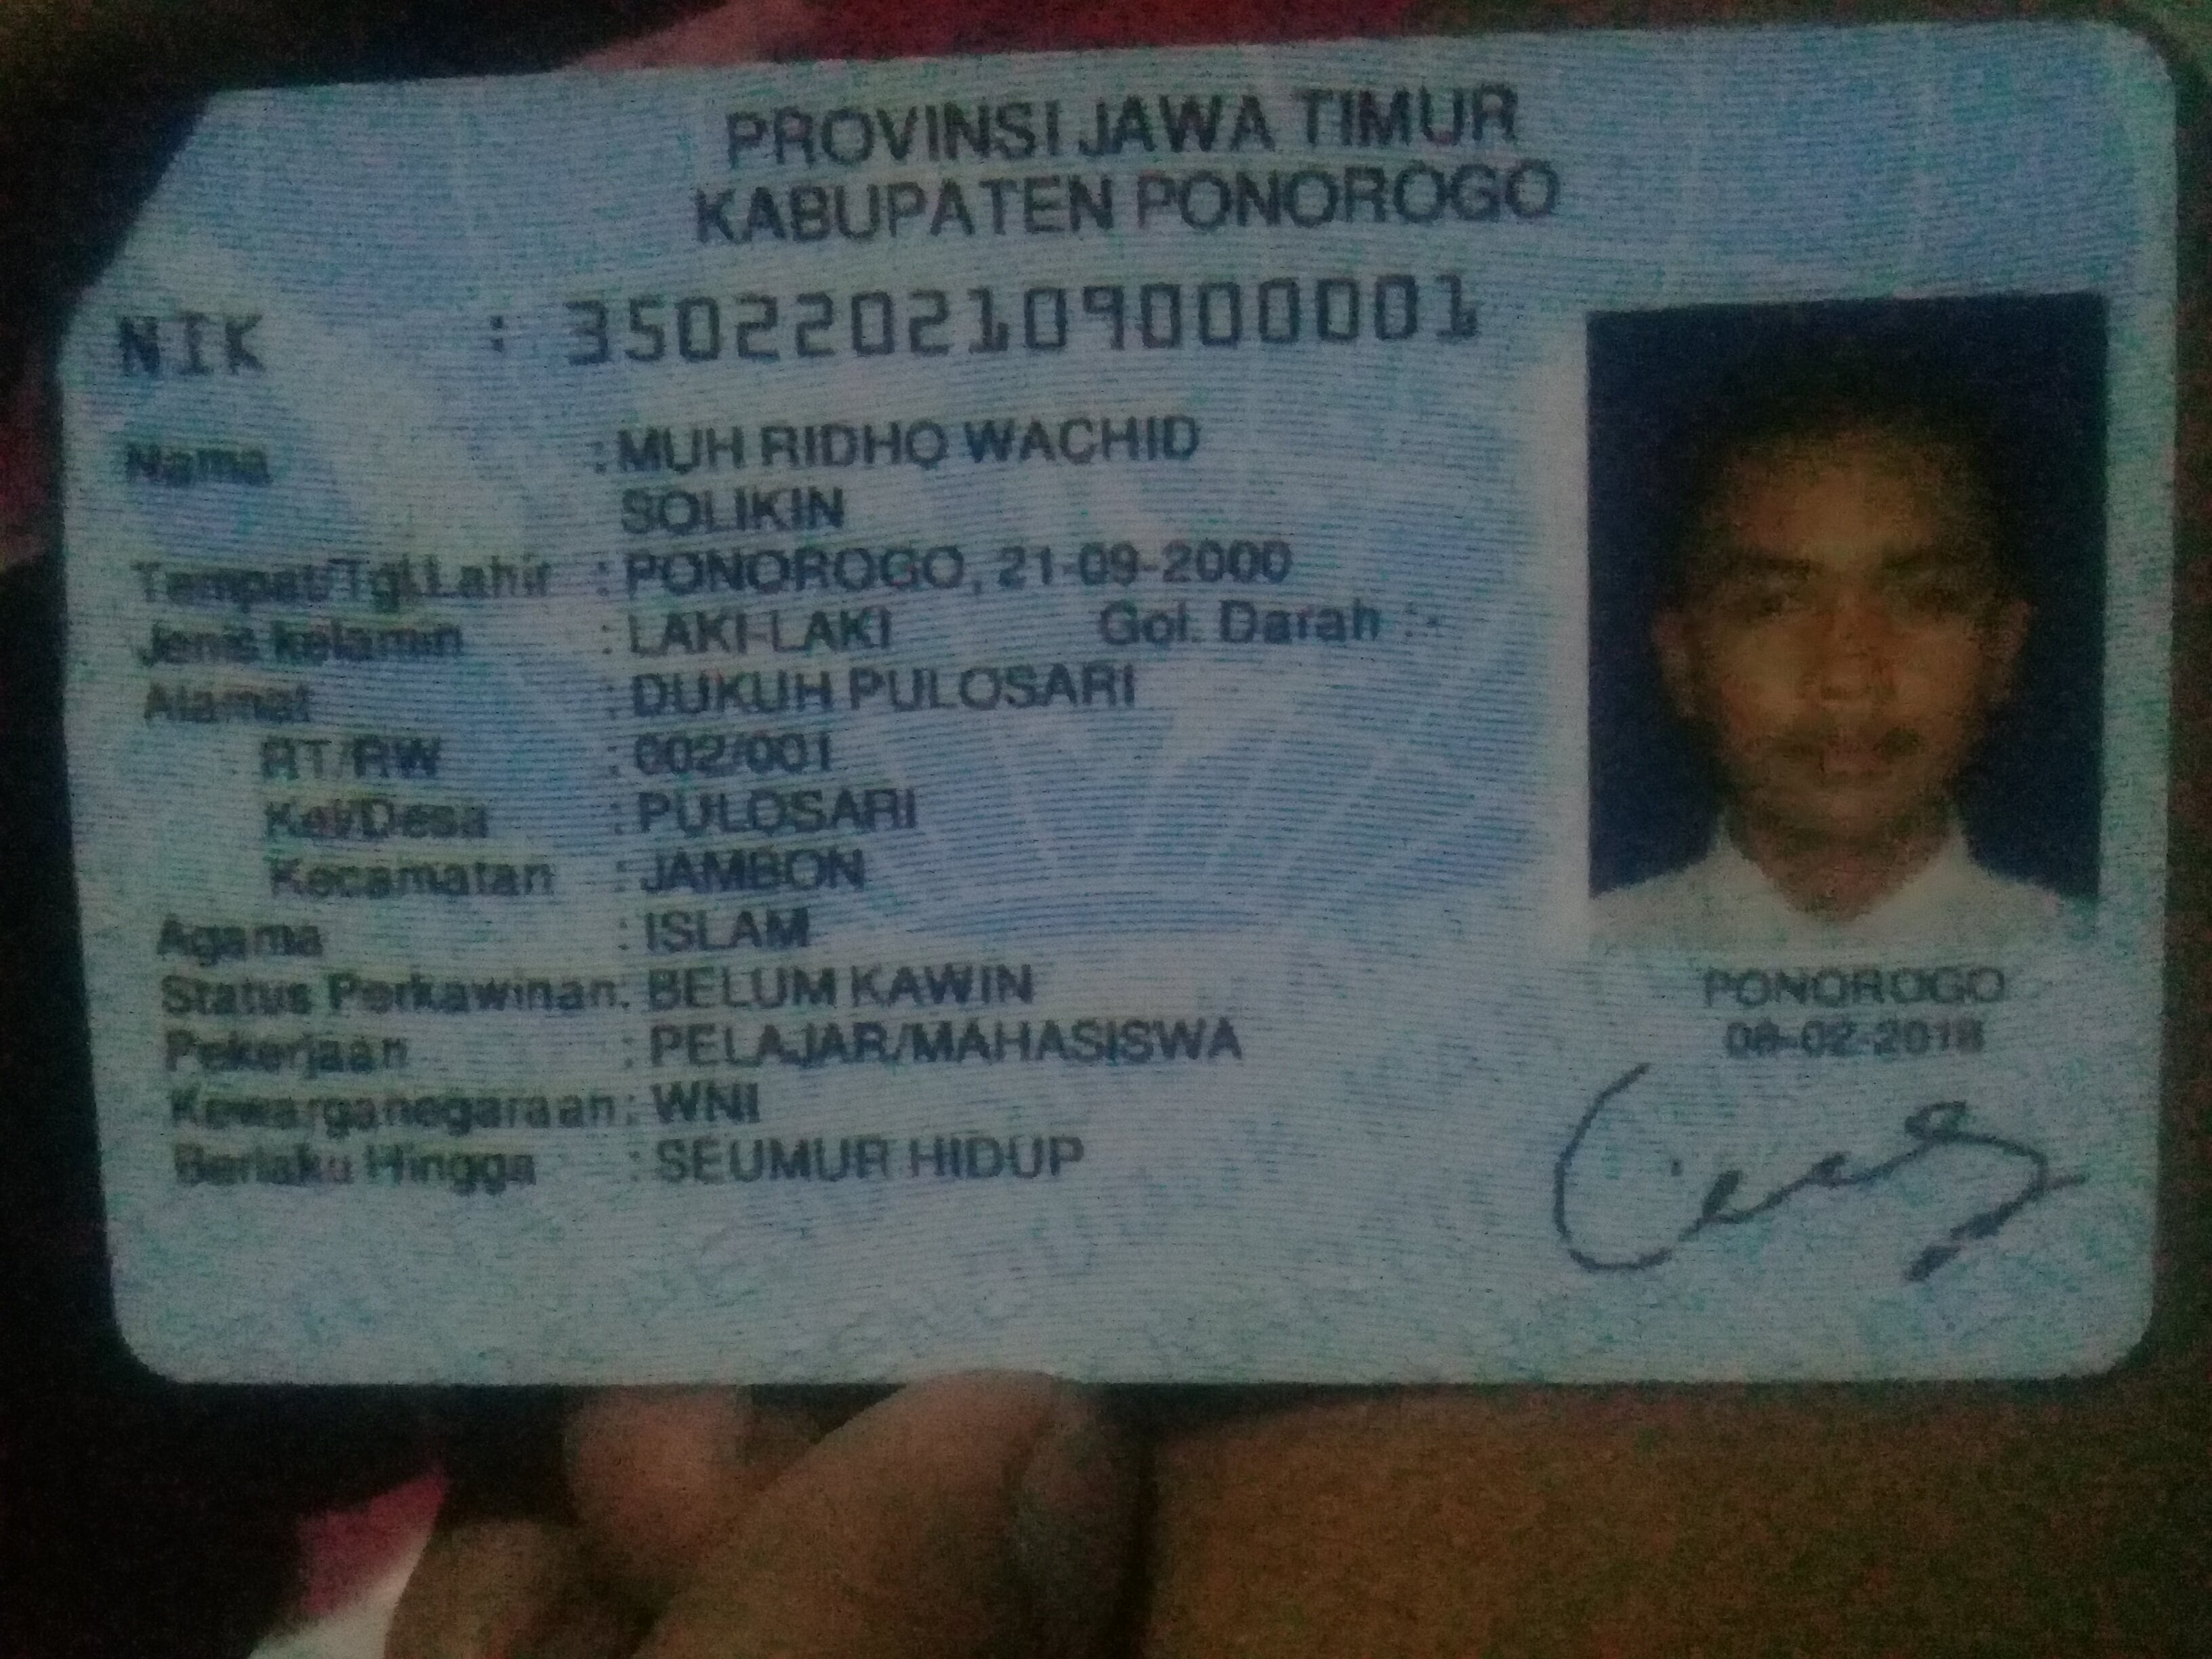 PROVINSI JAWA TIMUR
KABUPATEN PONOROGO
NIK : 3502202109000001
Nama : MUH RIDHO WACHID
SOLIKIN
Tempat/Tgl Lahir : PONOROGO, 21-09-2000
Jenis kelamin : LAKI-LAKI Gol. Darah : -
Alamat : DUKUH PULOSARI
RT/RW : 002/001
Kel/Desa : PULOSARI
Kecamatan : JAMBON
Agama : ISLAM
Status Perkawinan: BELUM KAWIN
Pekerjaan : PELAJAR/MAHASISWA
Kewarganegaraan: WNI
Berlaku Hingga : SEUMUR HIDUP
PONOROGO
08-02-2018